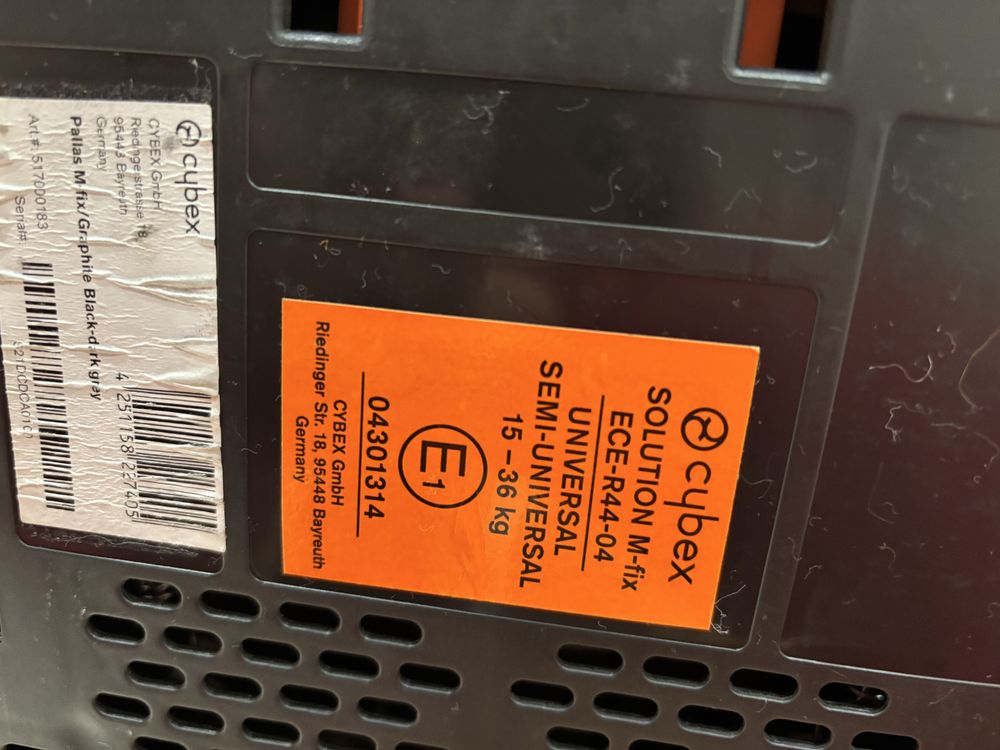 cybex
SOLUTION M-fix
ECE-R44-04
UNIVERSAL
SEMI-UNIVERSAL
15 – 36 kg
E1
04301314
CYBEX GmbH
Riedinger Str. 18, 95448 Bayreuth
Germany
cybex
CYBEX GmbH
Riedingerstrasse 18,
95448 Bayreuth
Germany
Pallas M-fix/Graphite Black-dark gray
4 251158 227405
Art.#: 517000183
Serial#: